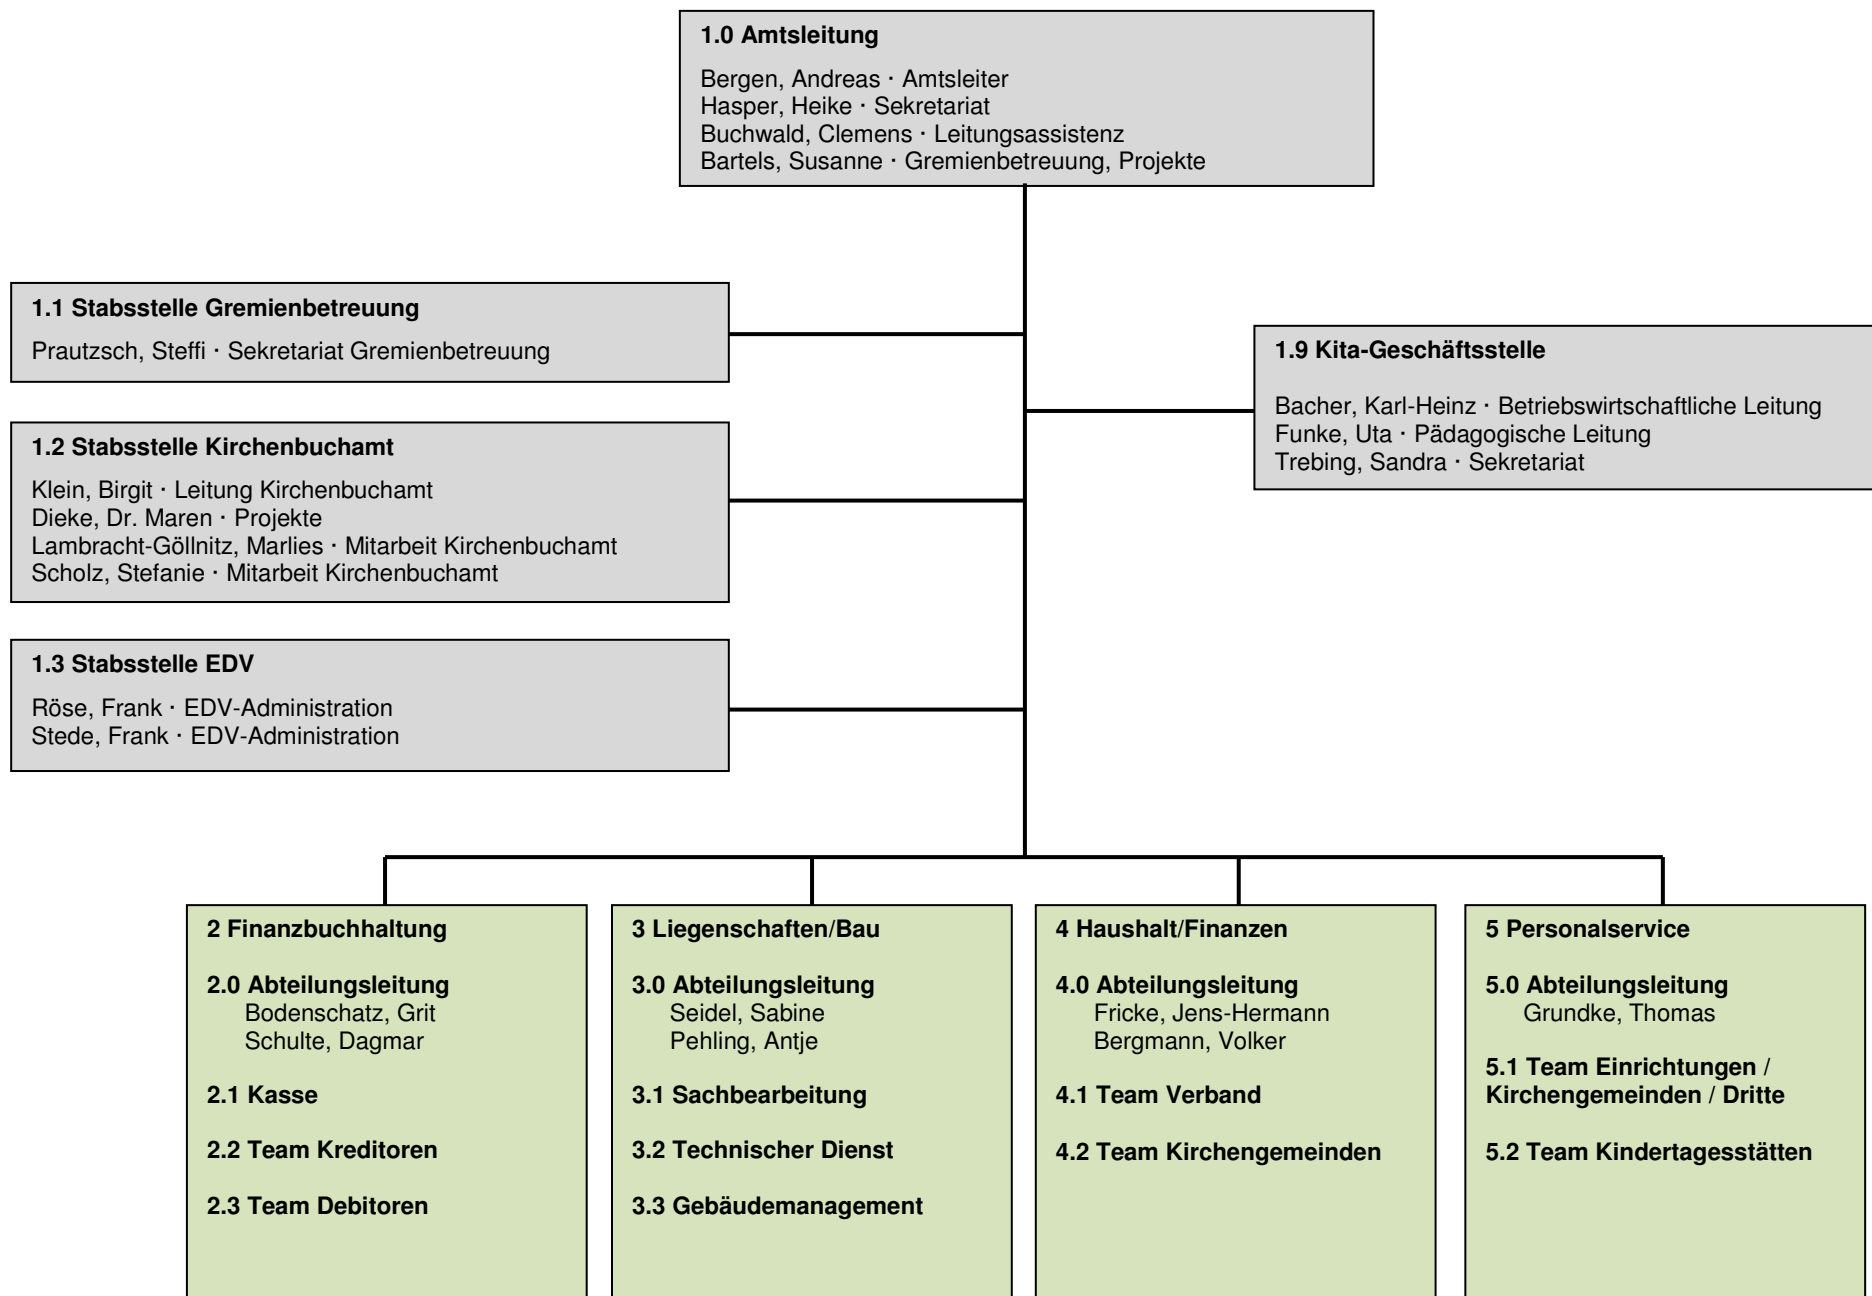 1.0 Amtsleitung
Bergen, Andreas · Amtsleiter
Hasper, Heike · Sekretariat
Buchwald, Clemens · Leitungsassistenz
Bartels, Susanne · Gremienbetreuung, Projekte
1.1 Stabsstelle Gremienbetreuung
Prautzsch, Steffi · Sekretariat Gremienbetreuung
1.9 Kita-Geschäftsstelle
Bacher, Karl-Heinz · Betriebswirtschaftliche Leitung
Funke, Uta · Pädagogische Leitung
Trebing, Sandra · Sekretariat
1.2 Stabsstelle Kirchenbuchamt
Klein, Birgit · Leitung Kirchenbuchamt
Dieke, Dr. Maren · Projekte
Lambracht-Göllnitz, Marlies · Mitarbeit Kirchenbuchamt
Scholz, Stefanie · Mitarbeit Kirchenbuchamt
1.3 Stabsstelle EDV
Röse, Frank · EDV-Administration
Stede, Frank · EDV-Administration
2 Finanzbuchhaltung
2.0 Abteilungsleitung
Bodenschatz, Grit
Schulte, Dagmar
2.1 Kasse
2.2 Team Kreditoren
2.3 Team Debitoren
3 Liegenschaften/Bau
3.0 Abteilungsleitung
Seidel, Sabine
Pehling, Antje
3.1 Sachbearbeitung
3.2 Technischer Dienst
3.3 Gebäudemanagement
4 Haushalt/Finanzen
4.0 Abteilungsleitung
Fricke, Jens-Hermann
Bergmann, Volker
4.1 Team Verband
4.2 Team Kirchengemeinden
5 Personalservice
5.0 Abteilungsleitung
Grundke, Thomas
5.1 Team Einrichtungen /
Kirchengemeinden / Dritte
5.2 Team Kindertagesstätten